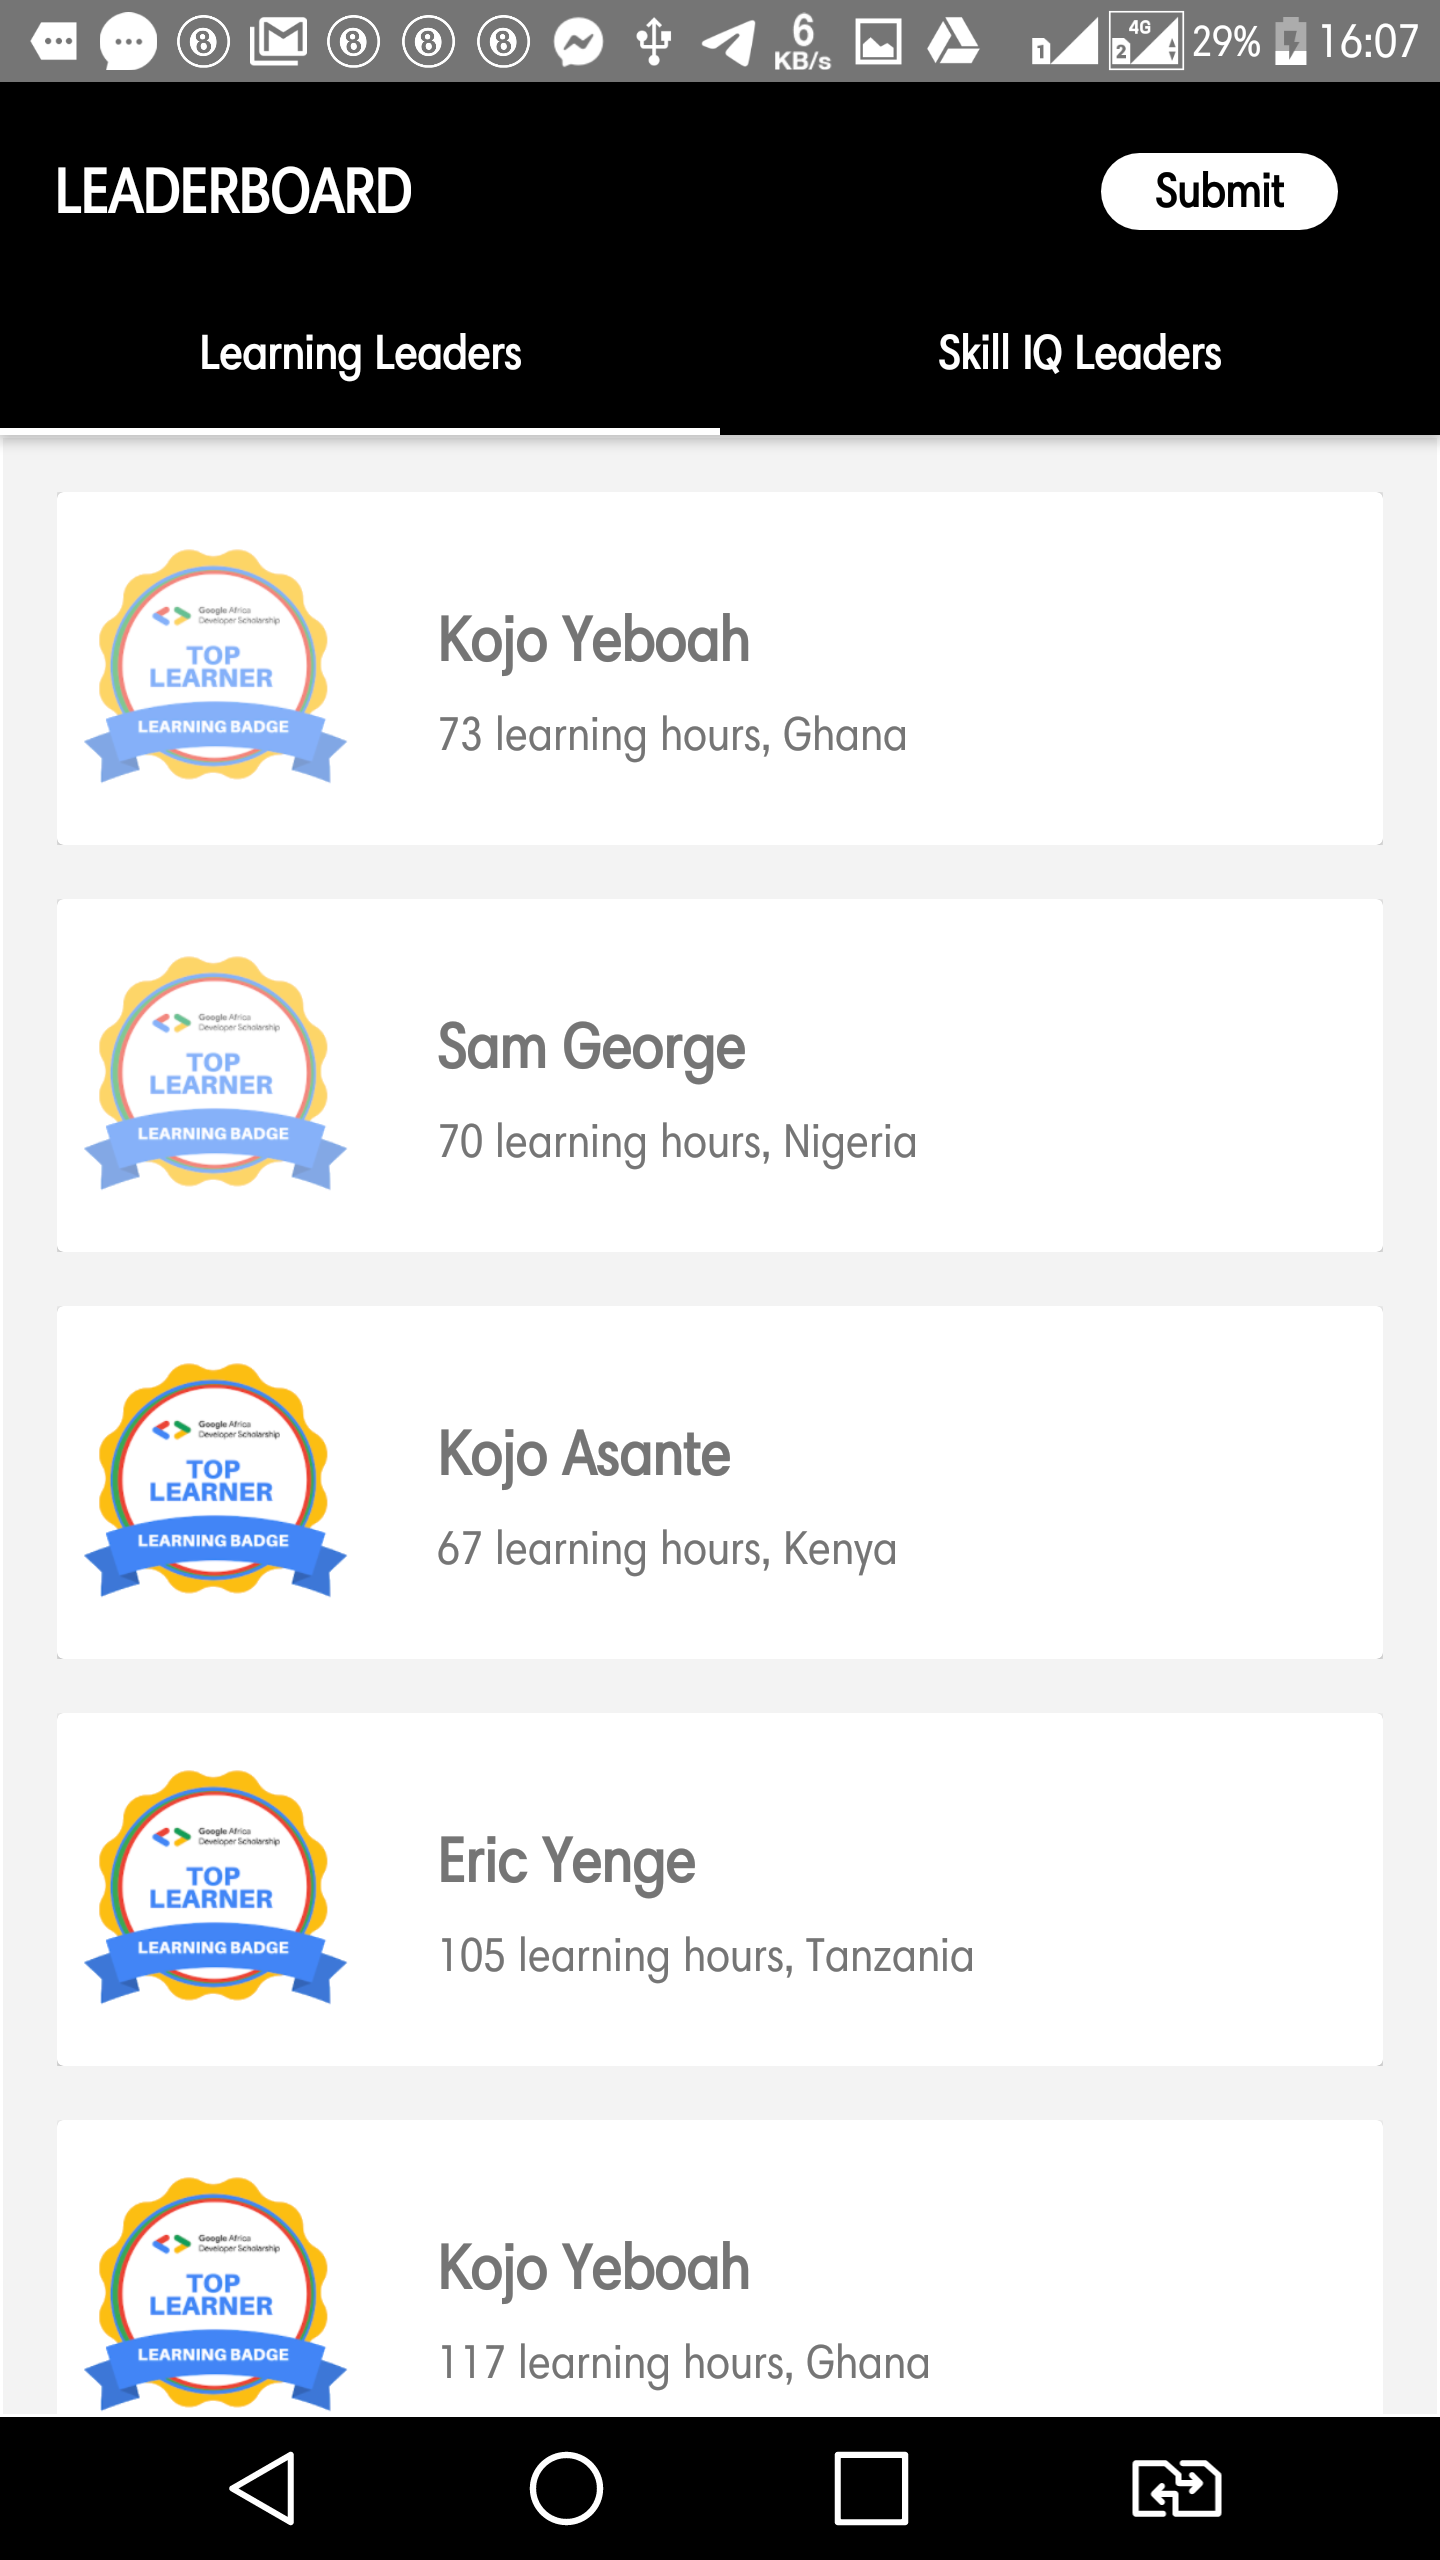 6
KB/s
1
2
4G
29%
16:07
LEADERBOARD
Submit
Learning Leaders
Skill IQ Leaders
Google Africa
Developer Scholarship
TOP
LEARNER
LEARNING BADGE
Kojo Yeboah
73 learning hours, Ghana
Google Africa
Developer Scholarship
TOP
LEARNER
LEARNING BADGE
Sam George
70 learning hours, Nigeria
Google Africa
Developer Scholarship
TOP
LEARNER
LEARNING BADGE
Kojo Asante
67 learning hours, Kenya
Google Africa
Developer Scholarship
TOP
LEARNER
LEARNING BADGE
Eric Yenge
105 learning hours, Tanzania
Google Africa
Developer Scholarship
TOP
LEARNER
LEARNING BADGE
Kojo Yeboah
117 learning hours, Ghana